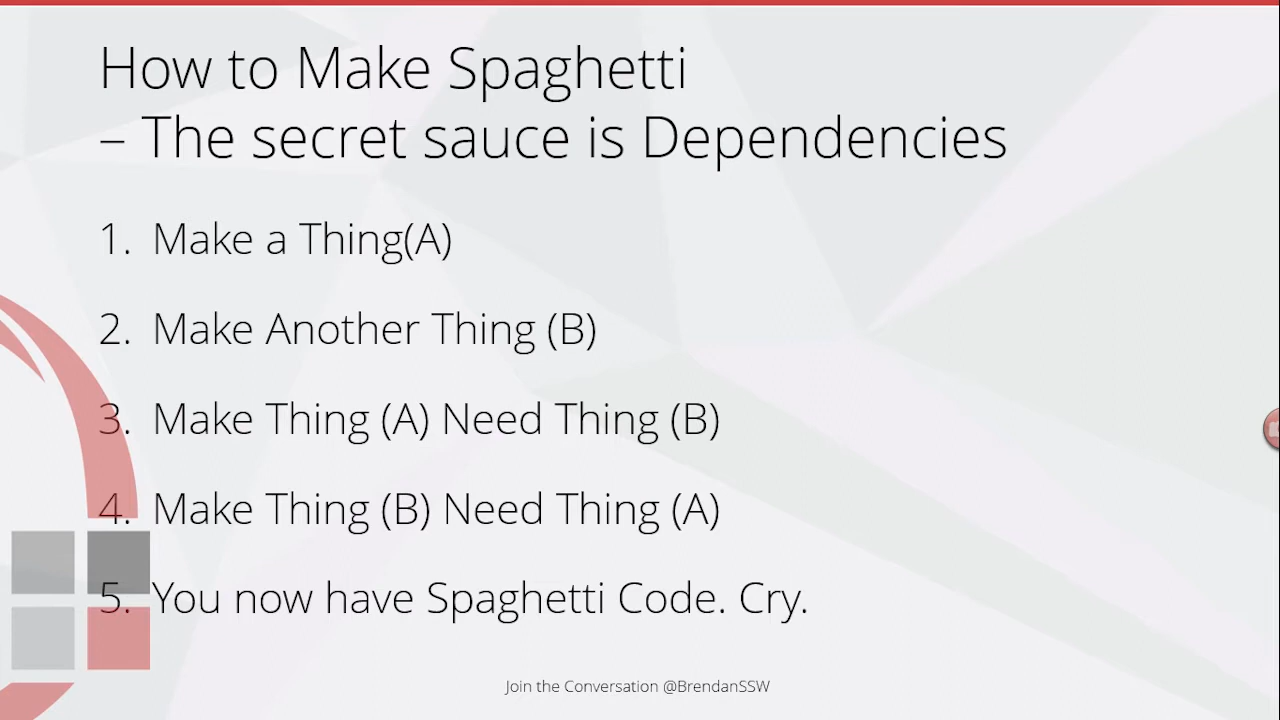 How to Make Spaghetti
– The secret sauce is Dependencies
1. Make a Thing(A)
2. Make Another Thing (B)
3. Make Thing (A) Need Thing (B)
4. Make Thing (B) Need Thing (A)
5. You now have Spaghetti Code. Cry.
Join the Conversation @BrendanSSW